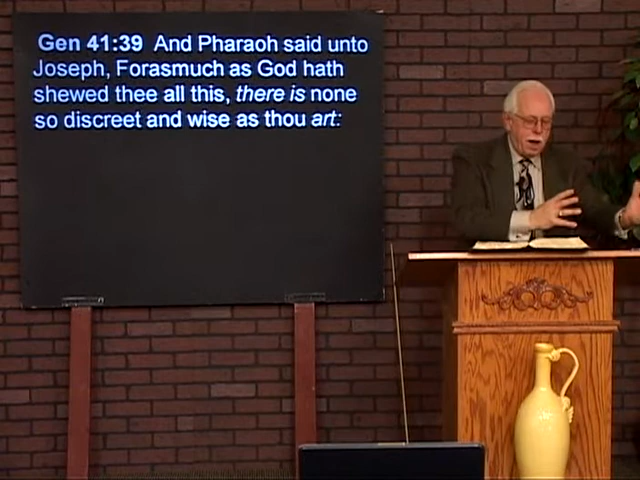 Gen 41:39 And Pharaoh said unto
Joseph, Forasmuch as God hath
shewed thee all this, there is none
so discreet and wise as thou art: